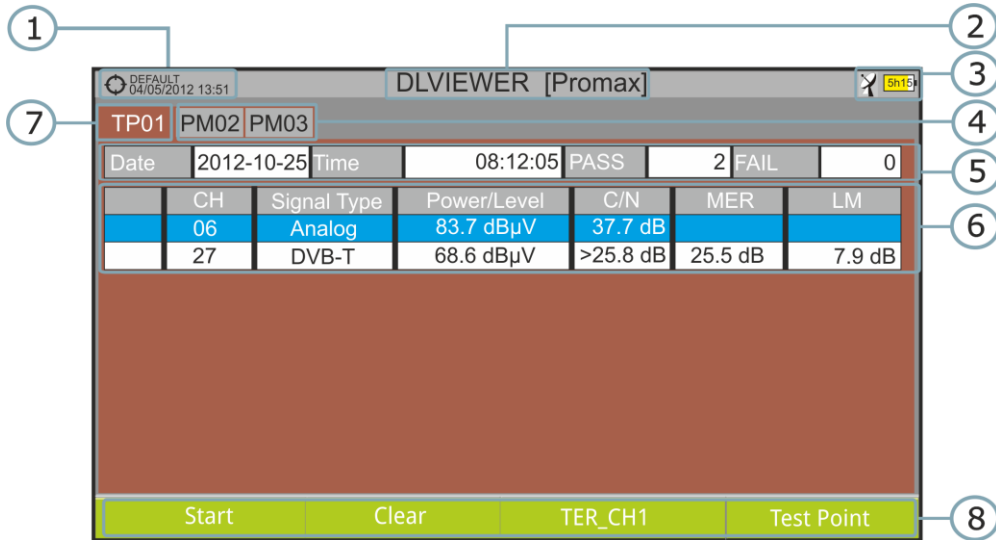 1
2
DEFAULT
04/05/2012 13:51
DLVIEWER [Promax]
5h15
3
7
TP01 PM02 PM03
4
Date 2012-10-25 Time 08:12:05 PASS 2 FAIL 0
5
CH Signal Type Power/Level C/N MER LM
06 Analog 83.7 dBµV 37.7 dB
6
27 DVB-T 68.6 dBµV >25.8 dB 25.5 dB 7.9 dB
Start Clear TER_CH1 Test Point
8